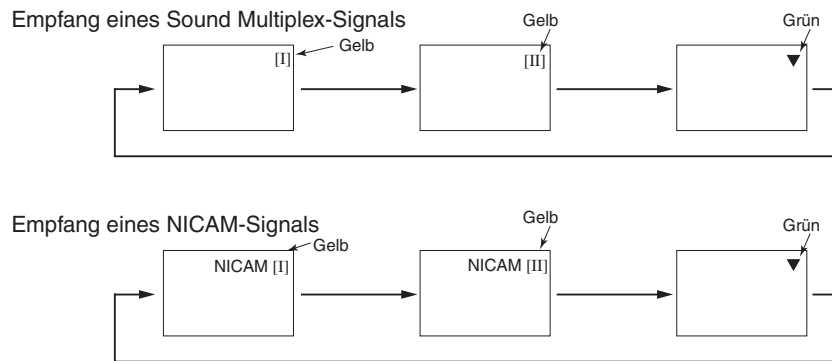 Empfang eines Sound Multiplex-Signals
Gelb
Gelb
Grün
[I]
[II]
▼
Empfang eines NICAM-Signals
Gelb
Gelb
Grün
NICAM [I]
NICAM [II]
▼